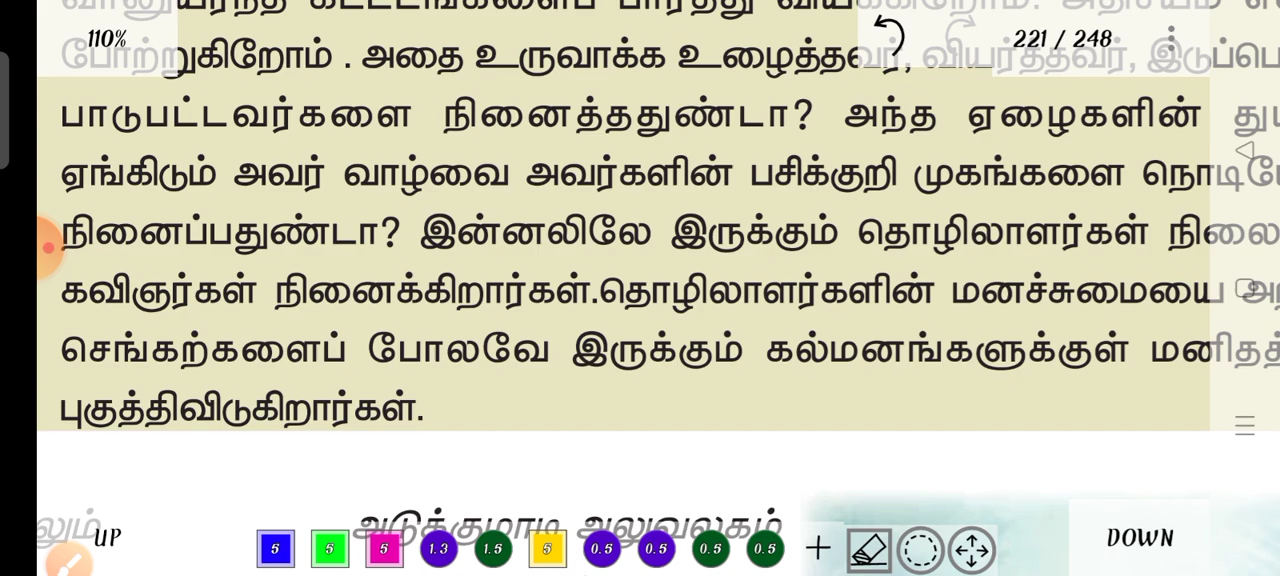 110%
221 / 248
போற்றுகிறோம் . அதை உருவாக்க உழைத்தவர், வியர்த்தவர்,
பாடுபட்டவர்களை நினைத்ததுண்டா? அந்த ஏழைகளின்
ஏங்கிடும் அவர் வாழ்வை அவர்களின் பசிக்குறி முகங்களை
நினைப்பதுண்டா? இன்னலிலே இருக்கும் தொழிலாளர்கள்
கவிஞர்கள் நினைக்கிறார்கள்.தொழிலாளர்களின் மனச்சுமையை
செங்கற்களைப் போலவே இருக்கும் கல்மனங்களுக்குள்
புகுத்திவிடுகிறார்கள்.
அடுக்குமாடி அலுவலகம்
UP
DOWN
5 5 5 1.3 1.5 5 0.5 0.5 0.5 0.5